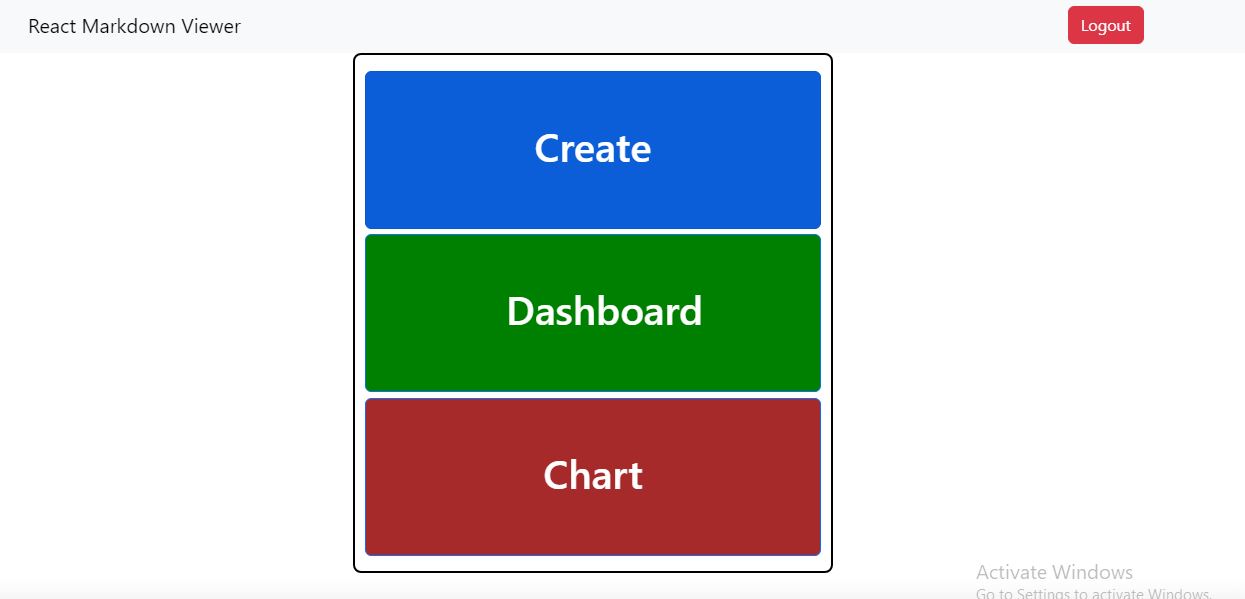 React Markdown Viewer
Logout
Create
Dashboard
Chart
Activate Windows
Go to Settings to activate Windows.